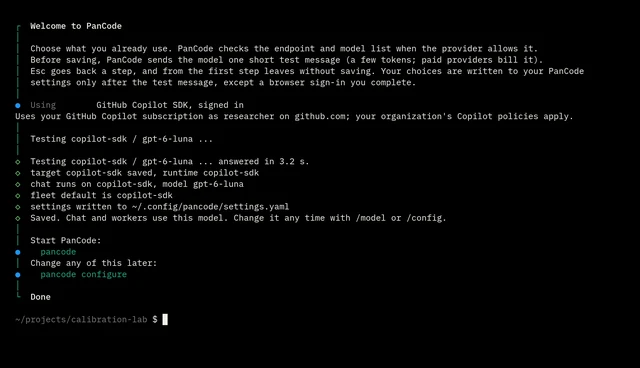 Welcome to PanCode
Choose what you already use. PanCode checks the endpoint and model list when the provider allows it.
Before saving, PanCode sends the model one short test message (a few tokens; paid providers bill it).
Esc goes back a step, and from the first step leaves without saving. Your choices are written to your PanCode
settings only after the test message, except a browser sign-in you complete.
Using GitHub Copilot SDK, signed in
Uses your GitHub Copilot subscription as researcher on github.com; your organization's Copilot policies apply.
Testing copilot-sdk / gpt-6-luna ...
Testing copilot-sdk / gpt-6-luna ... answered in 3.2 s.
target copilot-sdk saved, runtime copilot-sdk
chat runs on copilot-sdk, model gpt-6-luna
fleet default is copilot-sdk
settings written to ~/.config/pancode/settings.yaml
Saved. Chat and workers use this model. Change it any time with /model or /config.
Start PanCode:
pancode
Change any of this later:
pancode configure
Done
~/projects/calibration-lab $